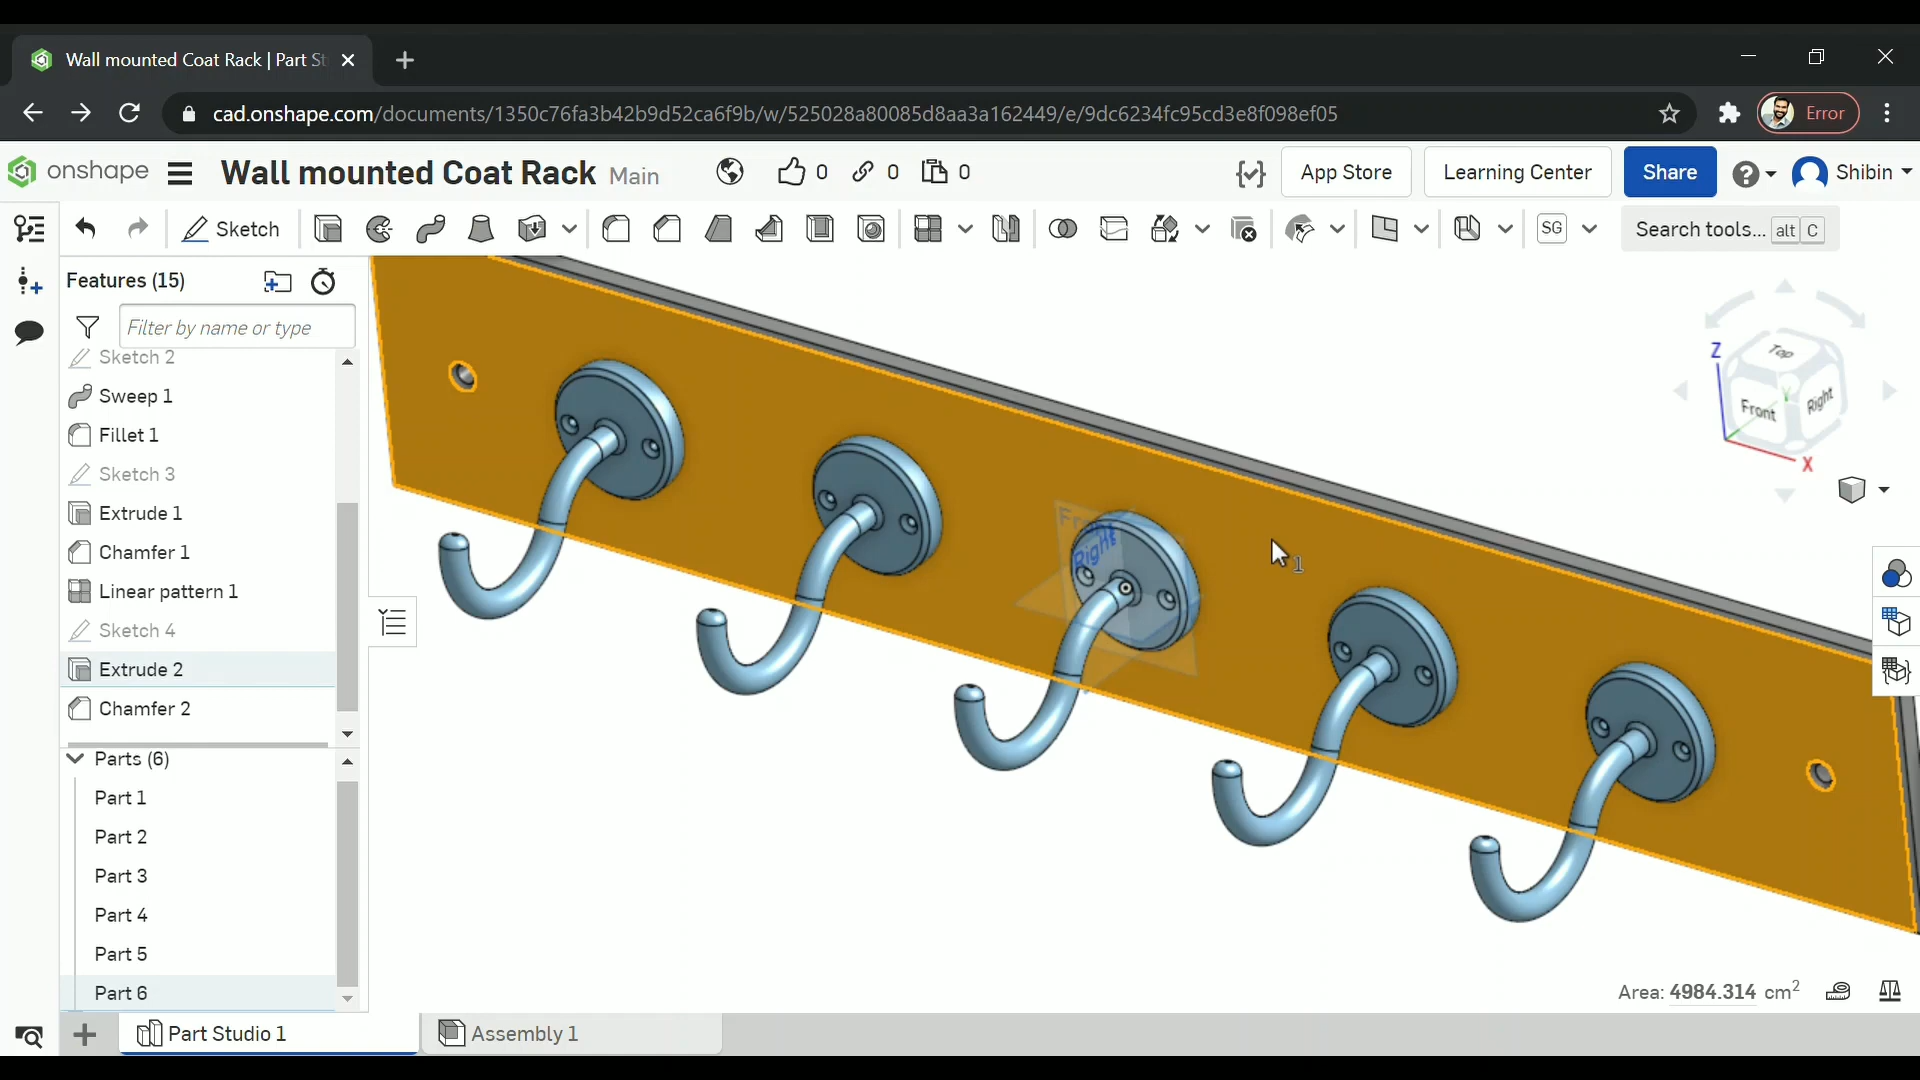 Wall mounted Coat Rack | Part St
cad.onshape.com/documents/1350c76fa3b42b9d52ca6f9b/w/525028a80085d8aa3a162449/e/9dc6234fc95cd3e8f098ef05
Error
onshape Wall mounted Coat Rack Main 0 0 0 App Store Learning Center Share ? Shibin
Sketch SG Search tools... alt C
Features (15)
Filter by name or type
Sketch 2
Sweep 1
Fillet 1
Sketch 3
Extrude 1
Chamfer 1
Linear pattern 1
Sketch 4
Extrude 2
Chamfer 2
Parts (6)
Part 1
Part 2
Part 3
Part 4
Part 5
Part 6
Front
Right
1
Z
Top
Front
Right
Y
X
Area: 4984.314 cm²
Part Studio 1 Assembly 1